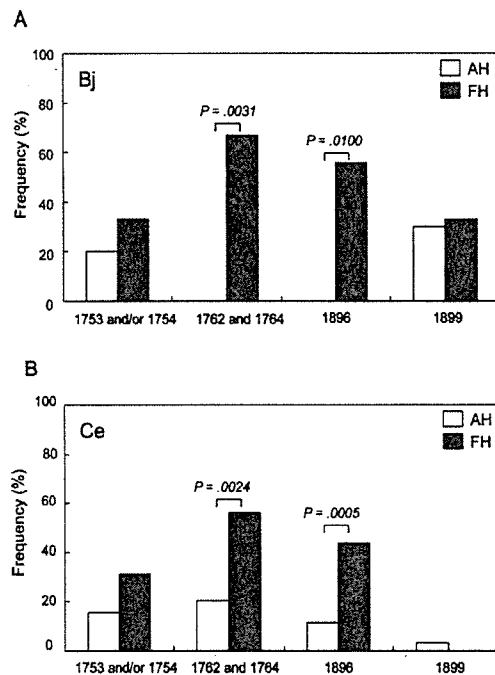 A
100
Bj
AH
FH
80
P = .0031
P = .0100
60
Frequency (%)
40
20
0
1753 and/or 1754 1762 and 1764 1896 1899
B
100
Ce
AH
FH
80
P = .0024
P = .0005
60
Frequency (%)
40
20
0
1753 and/or 1754 1762 and 1764 1896 1899